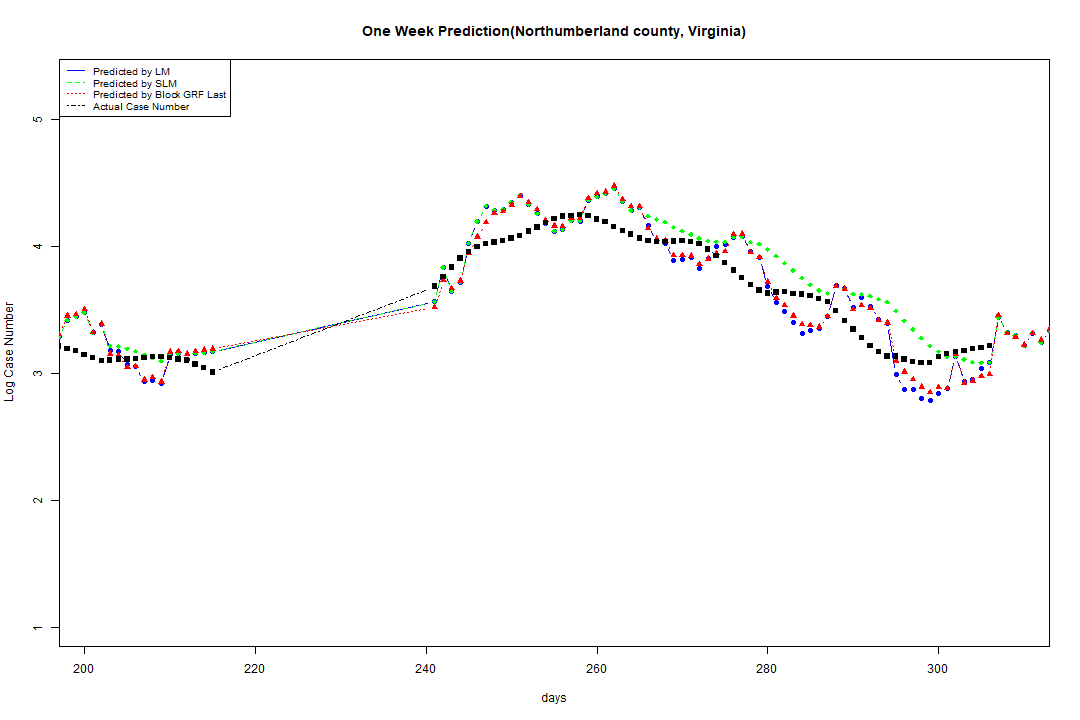 One Week Prediction(Northumberland county, Virginia)
Predicted by LM
Predicted by SLM
Predicted by Block GRF Last
Actual Case Number
5
4
3
2
1
Log Case Number
200 220 240 260 280 300
days